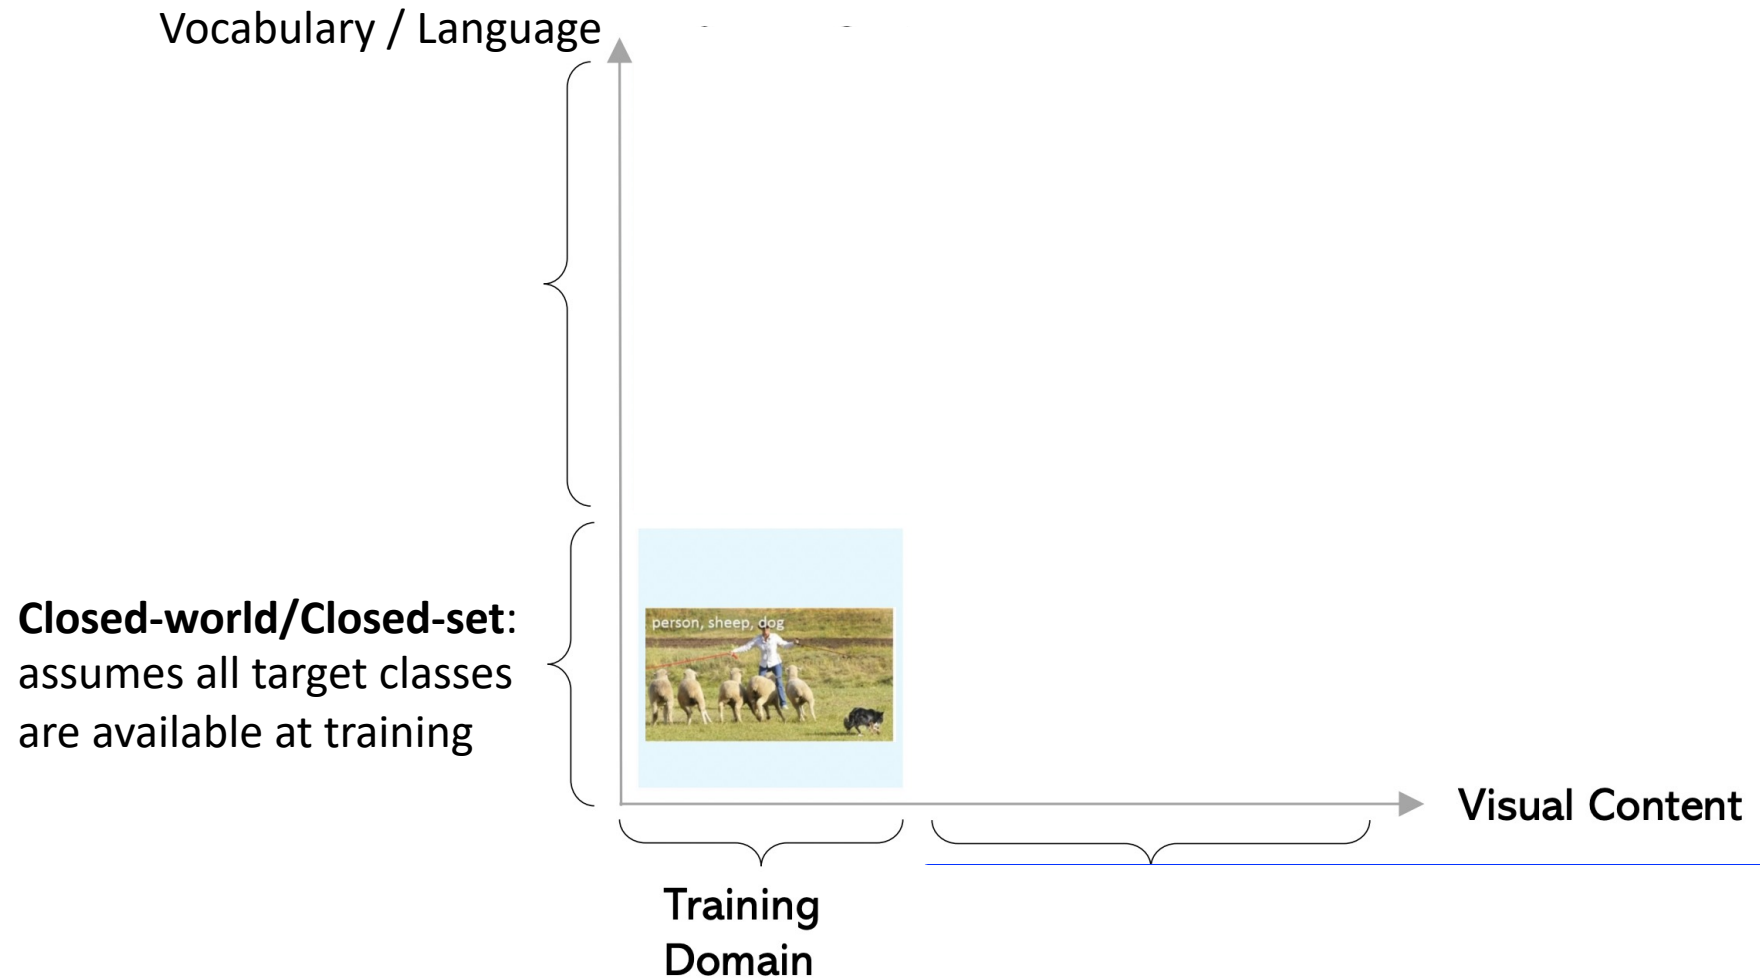 Vocabulary / Language
person, sheep, dog
Closed-world/Closed-set:
assumes all target classes
are available at training
Visual Content
Training
Domain